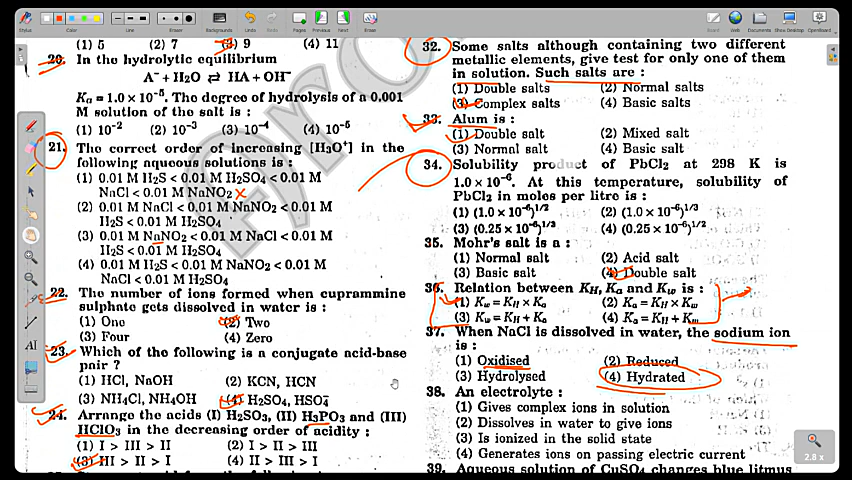 Stylus
Backgrounds
Undo
Redo
Page
Previous
Next
Erase
Board
Web
Documents
Show Desktop
OpenBoard
(1) 5 (2) 7 (3) 9 (4) 11
20. In the hydrolytic equilibrium
A⁻ + H₂O ⇌ HA + OH⁻
Kₐ = 1.0 × 10⁻⁵. The degree of hydrolysis of a 0.001
M solution of the salt is :
(1) 10⁻² (2) 10⁻³ (3) 10⁻⁴ (4) 10⁻⁵
21. The correct order of increasing [H₃O⁺] in the
following aqueous solutions is :
(1) 0.01 M H₂S < 0.01 M H₂SO₄ < 0.01 M
NaCl < 0.01 M NaNO₂ x
(2) 0.01 M NaCl < 0.01 M NaNO₂ < 0.01 M
H₂S < 0.01 M H₂SO₄
(3) 0.01 M NaNO₂ < 0.01 M NaCl < 0.01 M
H₂S < 0.01 M H₂SO₄
(4) 0.01 M H₂S < 0.01 M NaNO₂ < 0.01 M
NaCl < 0.01 M H₂SO₄
22. The number of ions formed when cuprammine
sulphate gets dissolved in water is :
(1) One (2) Two
(3) Four (4) Zero
23. Which of the following is a conjugate acid-base
pair ?
(1) HCl, NaOH (2) KCN, HCN
(3) NH₄Cl, NH₄OH (4) H₂SO₄, HSO₄⁻
24. Arrange the acids (I) H₂SO₃, (II) H₃PO₃ and (III)
HClO₃ in the decreasing order of acidity :
(1) I > III > II (2) I > II > III
(3) III > II > I (4) II > III > I
32. Some salts although containing two different
metallic elements, give test for only one of them
in solution. Such salts are :
(1) Double salts (2) Normal salts
(3) Complex salts (4) Basic salts
33. Alum is :
(1) Double salt (2) Mixed salt
(3) Normal salt (4) Basic salt
34. Solubility product of PbCl₂ at 298 K is
1.0 × 10⁻⁶. At this temperature, solubility of
PbCl₂ in moles per litre is :
(1) (1.0 × 10⁻⁶)^1/2 (2) (1.0 × 10⁻⁶)^1/3
(3) (0.25 × 10⁻⁶)^1/3 (4) (0.25 × 10⁻⁶)^1/2
35. Mohr's salt is a :
(1) Normal salt (2) Acid salt
(3) Basic salt (4) Double salt
36. Relation between K_H, Kₐ and K_w is :
(1) K_w = K_H × Kₐ (2) Kₐ = K_H × K_w
(3) K_w = K_H + Kₐ (4) Kₐ = K_H + K_w
37. When NaCl is dissolved in water, the sodium ion
is :
(1) Oxidised (2) Reduced
(3) Hydrolysed (4) Hydrated
38. An electrolyte :
(1) Gives complex ions in solution
(2) Dissolves in water to give ions
(3) Is ionized in the solid state
(4) Generates ions on passing electric current
39. Aqueous solution of CuSO₄ changes blue litmus
2.8 x